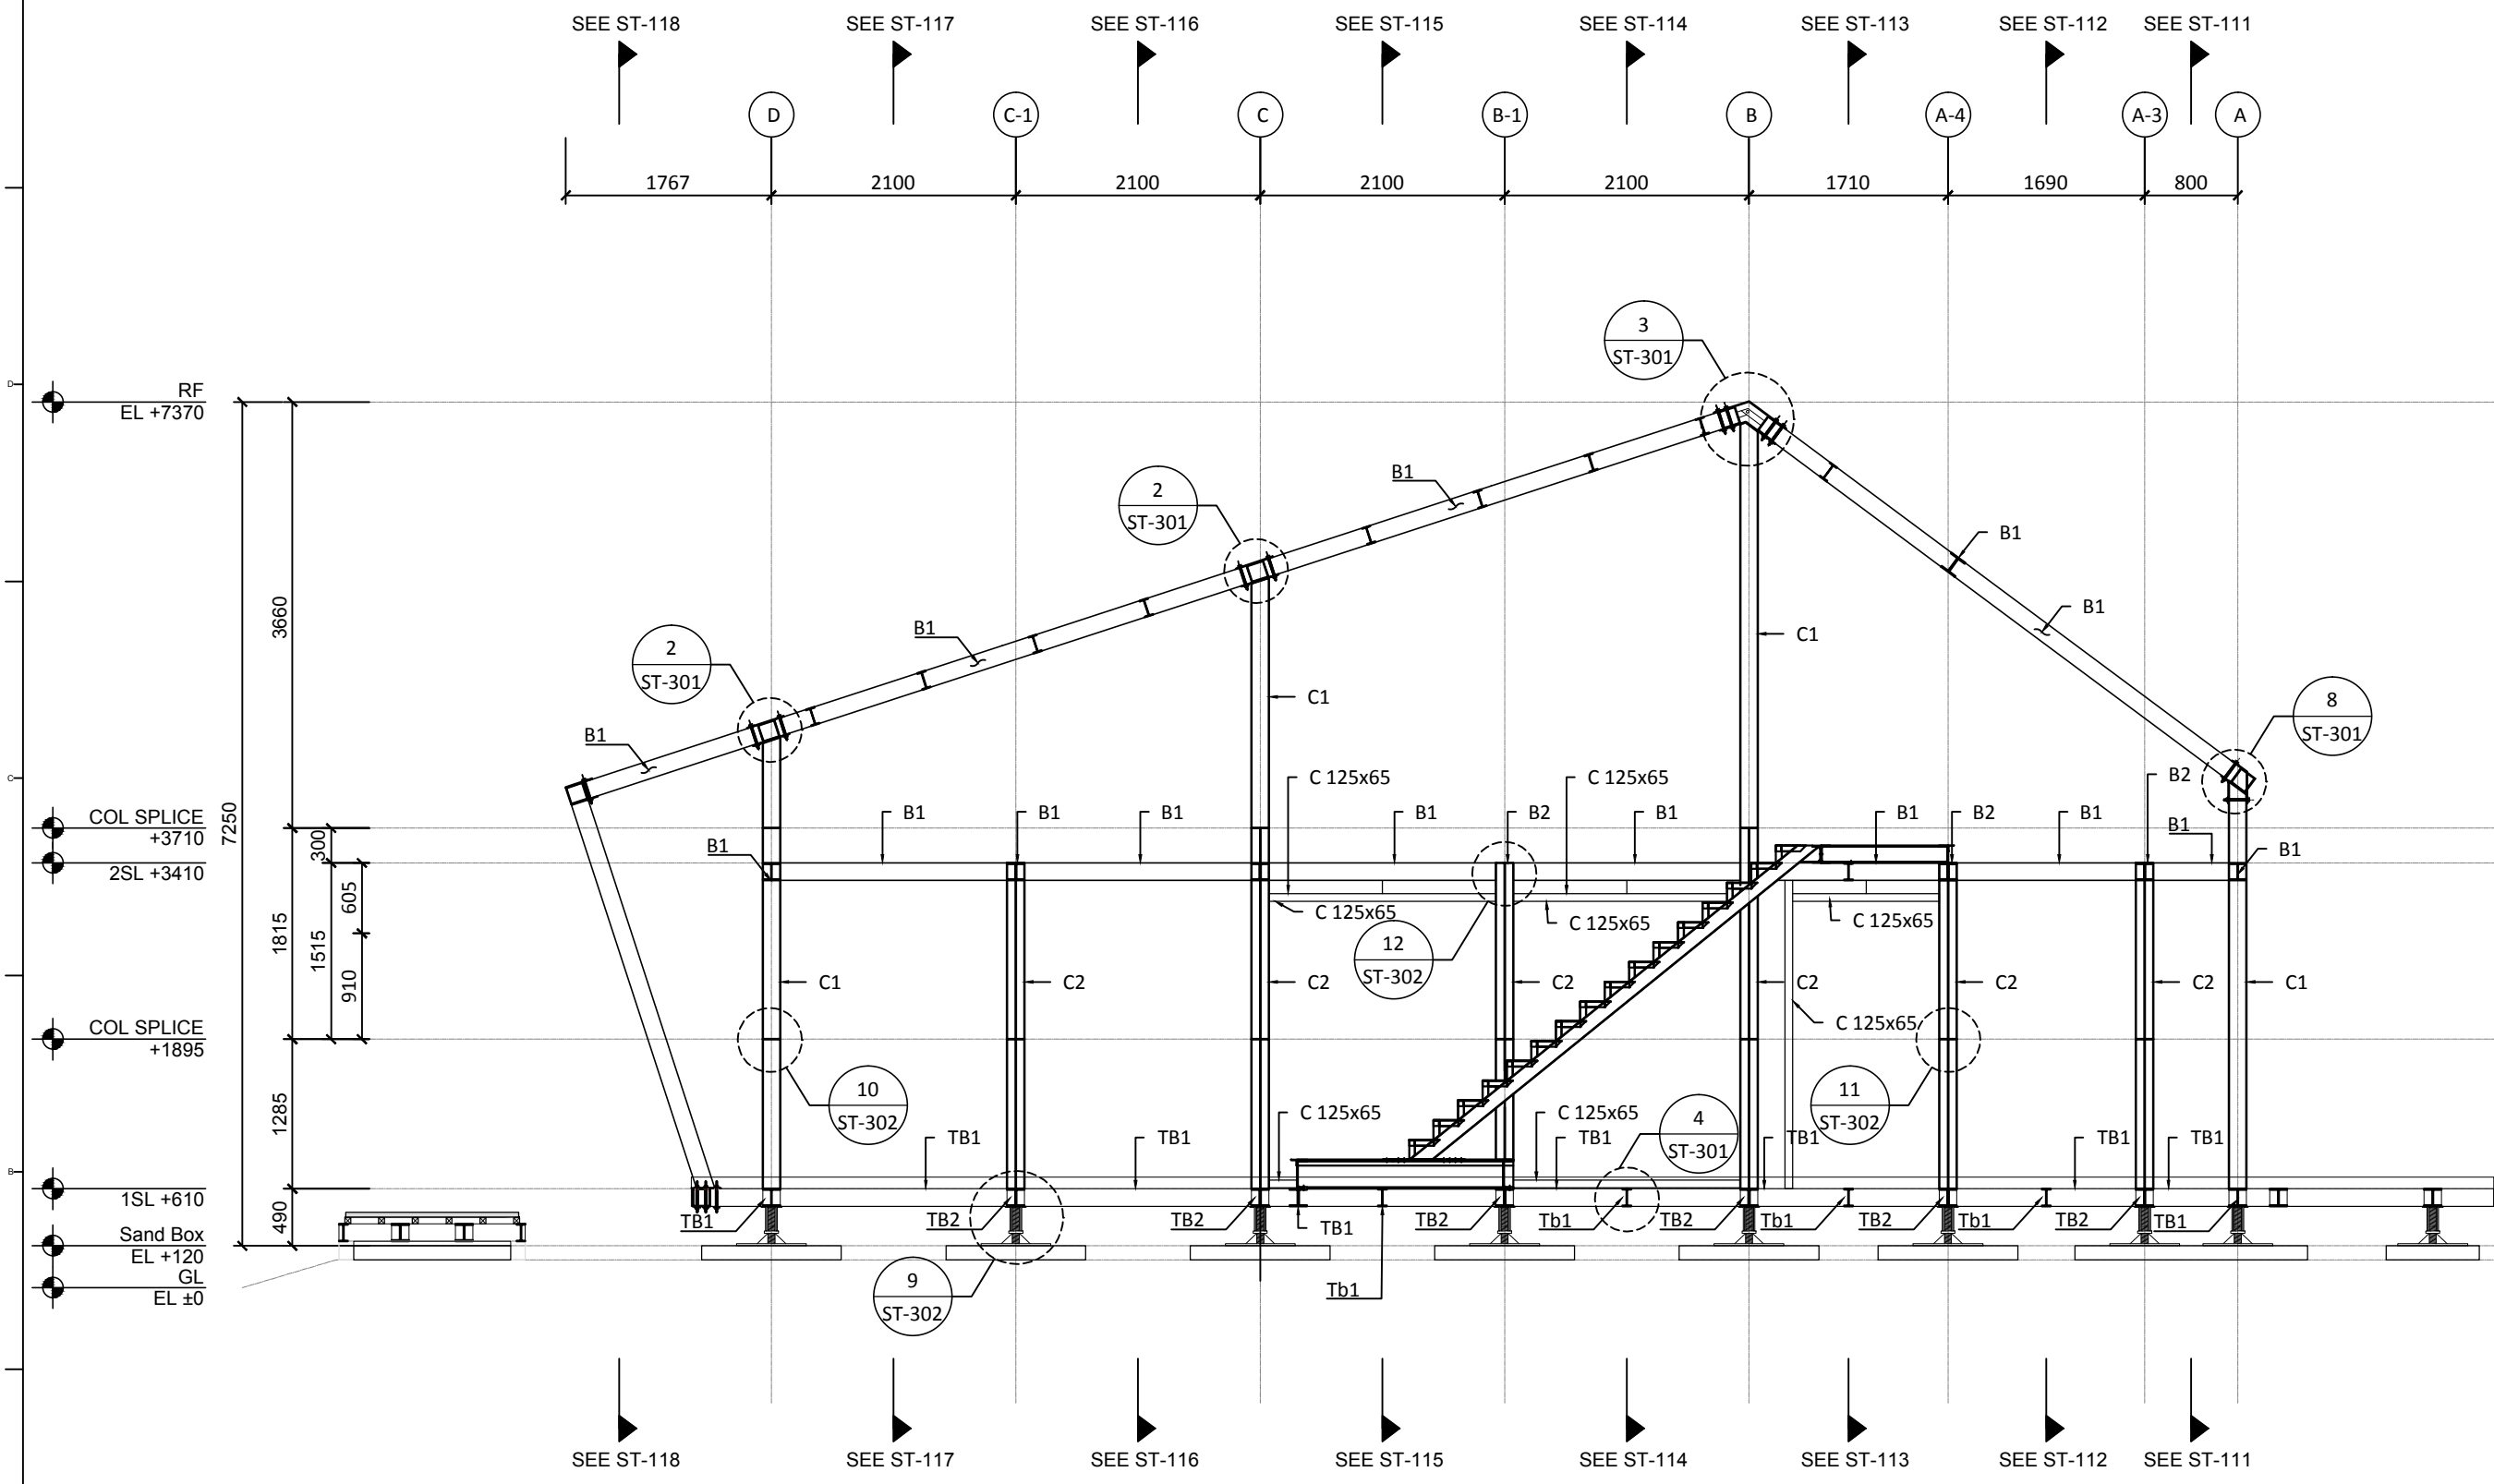 SEE ST-118 SEE ST-117 SEE ST-116 SEE ST-115 SEE ST-114 SEE ST-113 SEE ST-112 SEE ST-111
D C-1 C B-1 B A-4 A-3 A
1767 2100 2100 2100 2100 1710 1690 800
3
ST-301
D
RF
EL +7370
B1
2
ST-301
B1
3660
B1
B1
2
ST-301
C1
C1
8
ST-301
B1
C
C 125x65
C 125x65
B2
COL SPLICE
+3710
7250
300
B1 B1 B1 B1 B2 B1 B1 B2 B1 B1
B1
B1
2SL +3410
605
1815
1515
910
C 125x65
C 125x65
C 125x65
12
ST-302
C1 C2 C2 C2 C2 C2 C2 C1
C 125x65
COL SPLICE
+1895
10
ST-302
11
ST-302
1285
C 125x65
C 125x65
4
ST-301
TB1 TB1 TB1 TB1 TB1 TB1
B
1SL +610
490
TB1 TB2 TB2 TB1 TB2 Tb1 TB2 Tb1 TB2 Tb1 TB2 TB1
Sand Box
EL +120
GL
EL ±0
9
ST-302
Tb1
SEE ST-118 SEE ST-117 SEE ST-116 SEE ST-115 SEE ST-114 SEE ST-113 SEE ST-112 SEE ST-111